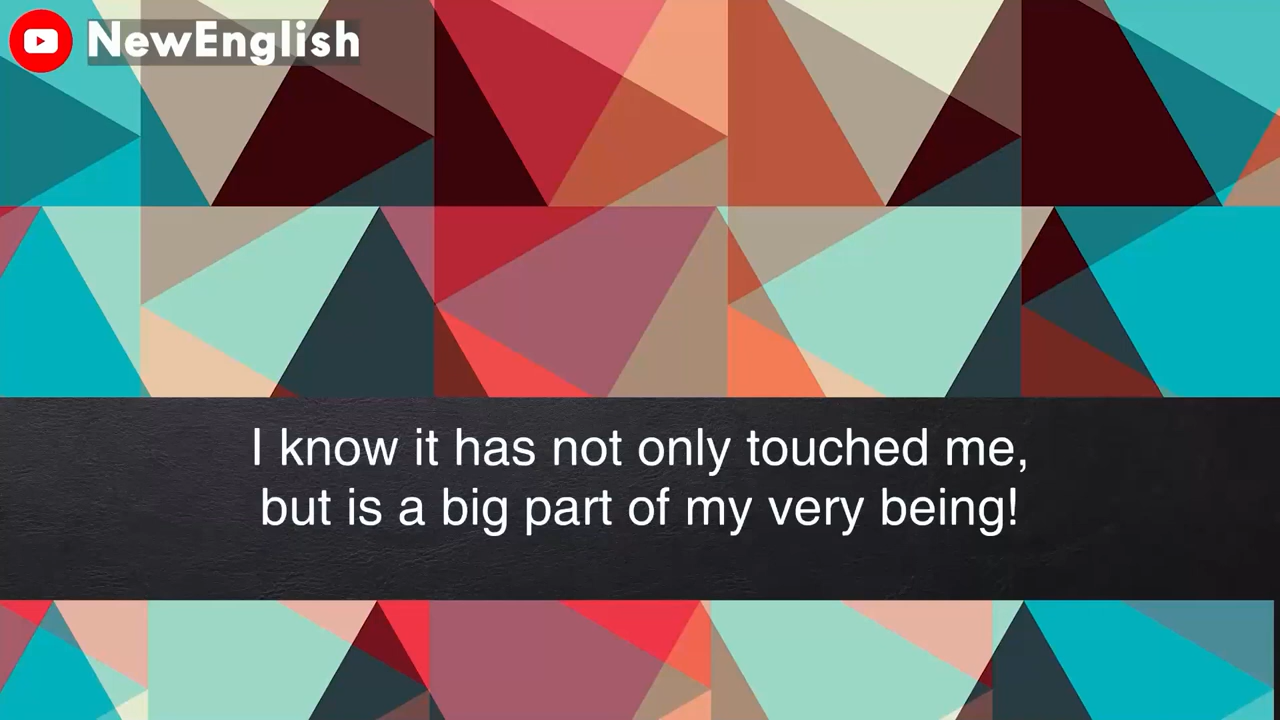 NewEnglish
I know it has not only touched me,
but is a big part of my very being!